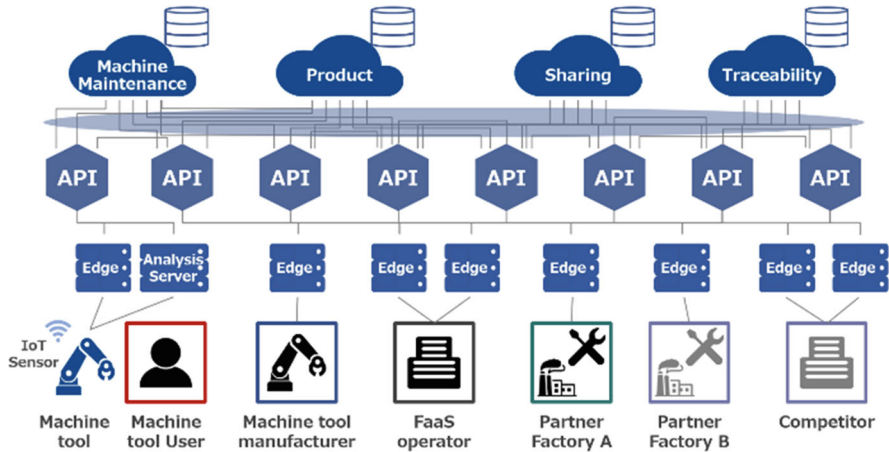 Machine
Maintenance
Product
Sharing
Traceability
API
API
API
API
API
API
API
API
Edge
Analysis
Server
Edge
Edge
Edge
Edge
Edge
Edge
Edge
IoT
Sensor
Machine
tool
Machine
tool User
Machine tool
manufacturer
FaaS
operator
Partner
Factory A
Partner
Factory B
Competitor